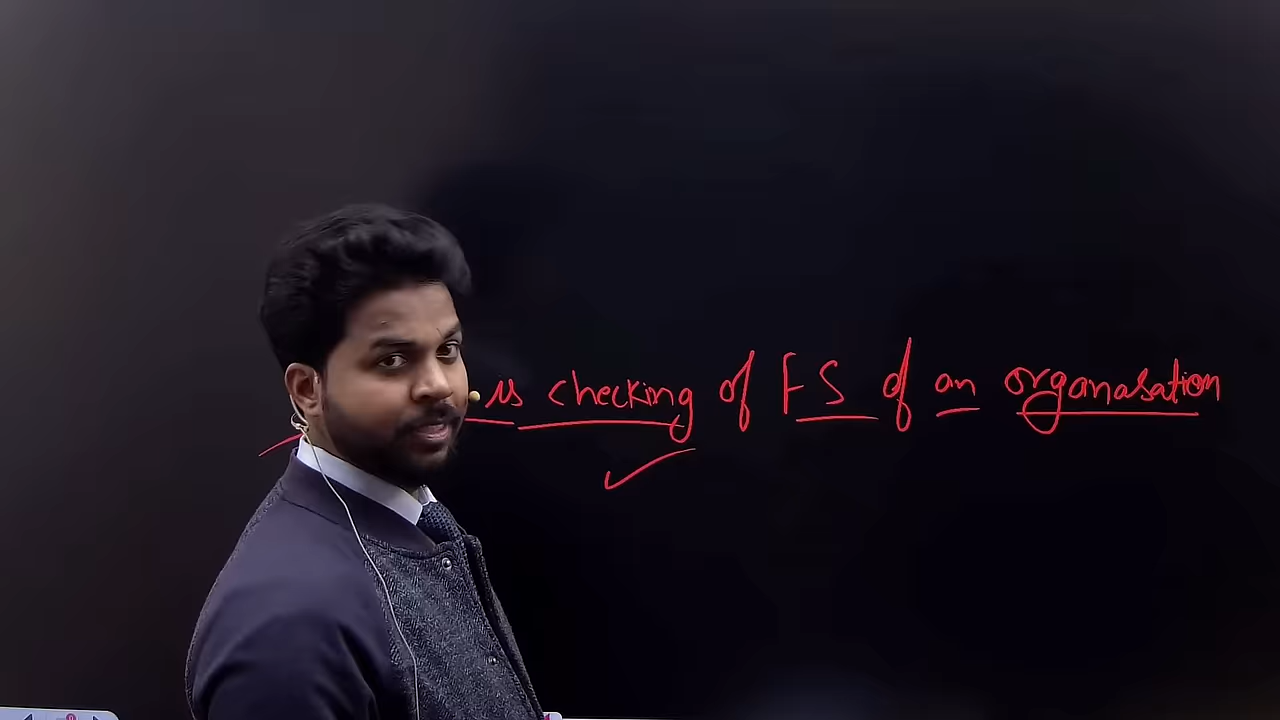 is checking of FS of an organasation